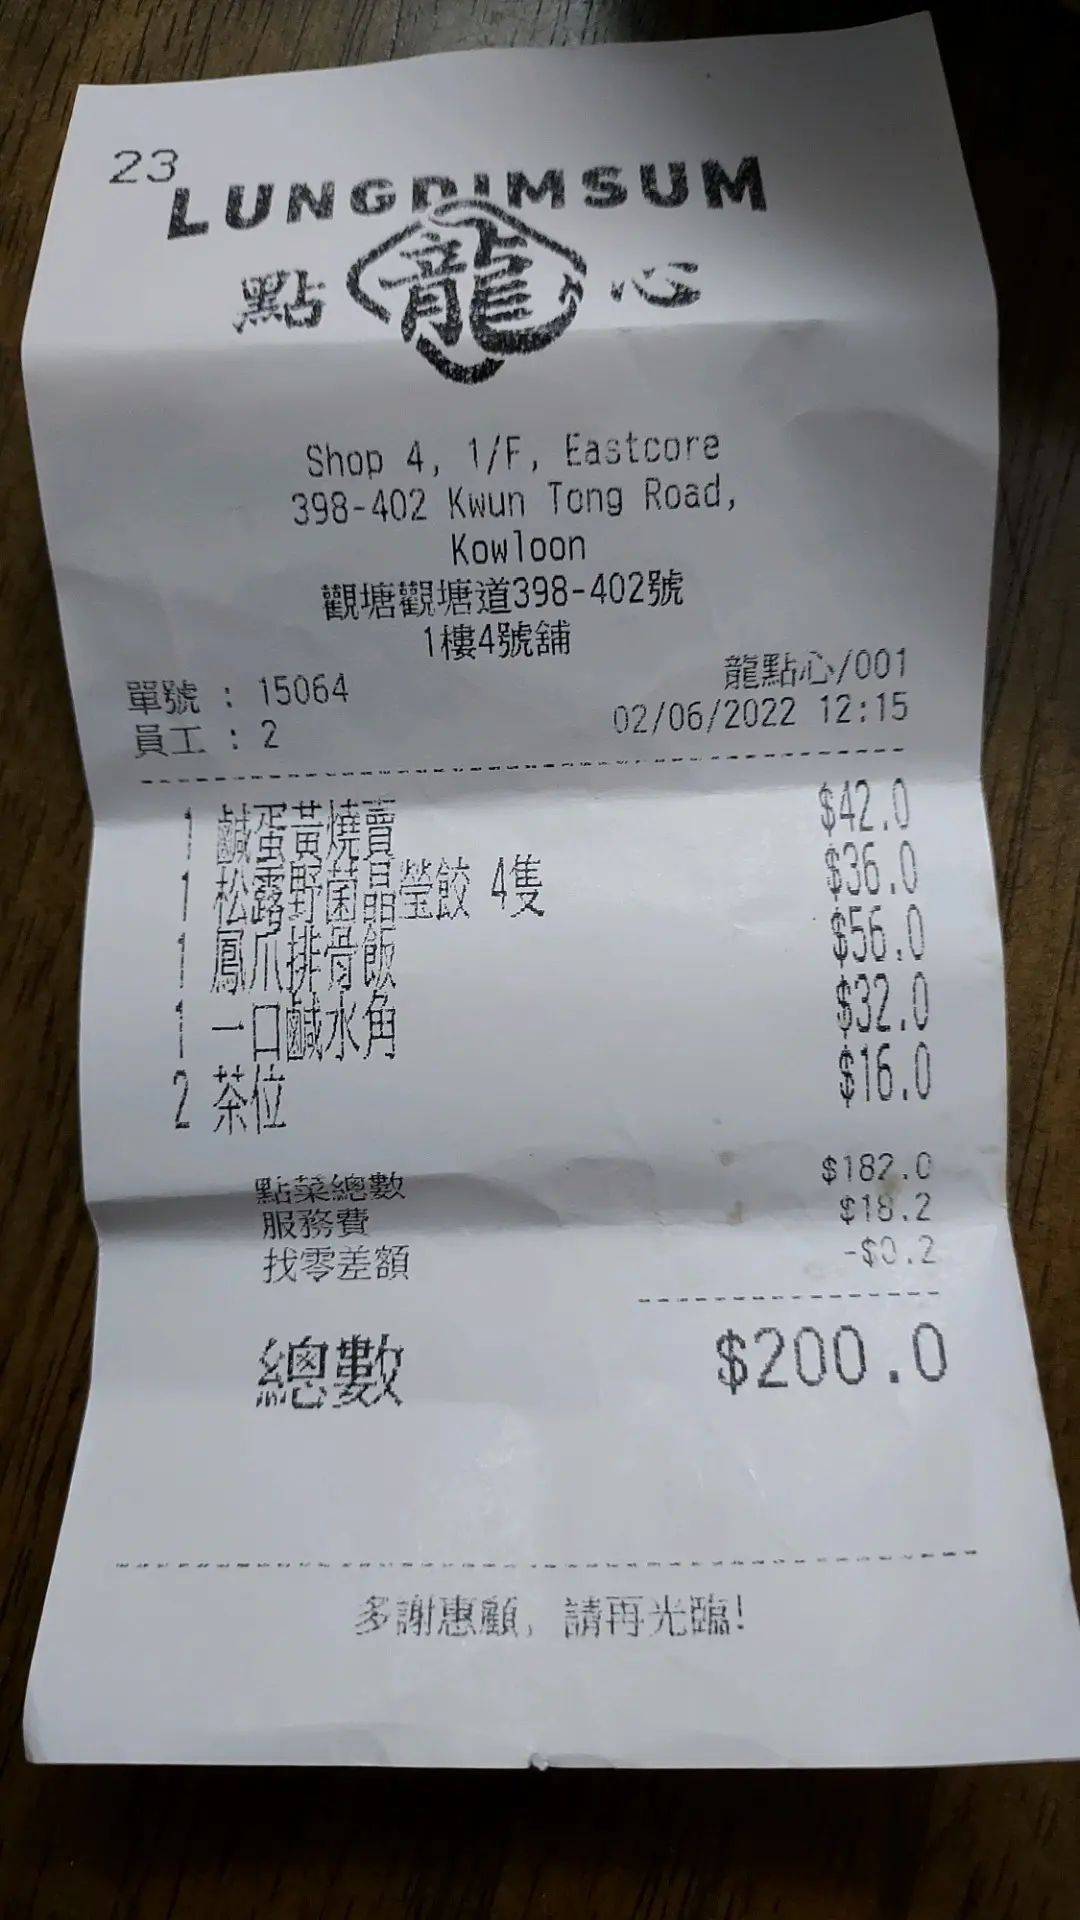 23
LUNGDIMSUM
點 龍 心
Shop 4, 1/F, Eastcore
398-402 Kwun Tong Road,
Kowloon
觀塘觀塘道398-402號
1樓4號舖
龍點心/001
單號 : 15064
02/06/2022 12:15
員工 : 2
1 鹹蛋黃燒賣 $42.0
1 松露野菌晶瑩餃 4隻 $36.0
1 鳳爪排骨飯 $56.0
1 一口鹹水角 $32.0
2 茶位 $16.0
點菜總數 $182.0
服務費 $18.2
找零差額 -$0.2
總數 $200.0
多謝惠顧, 請再光臨!